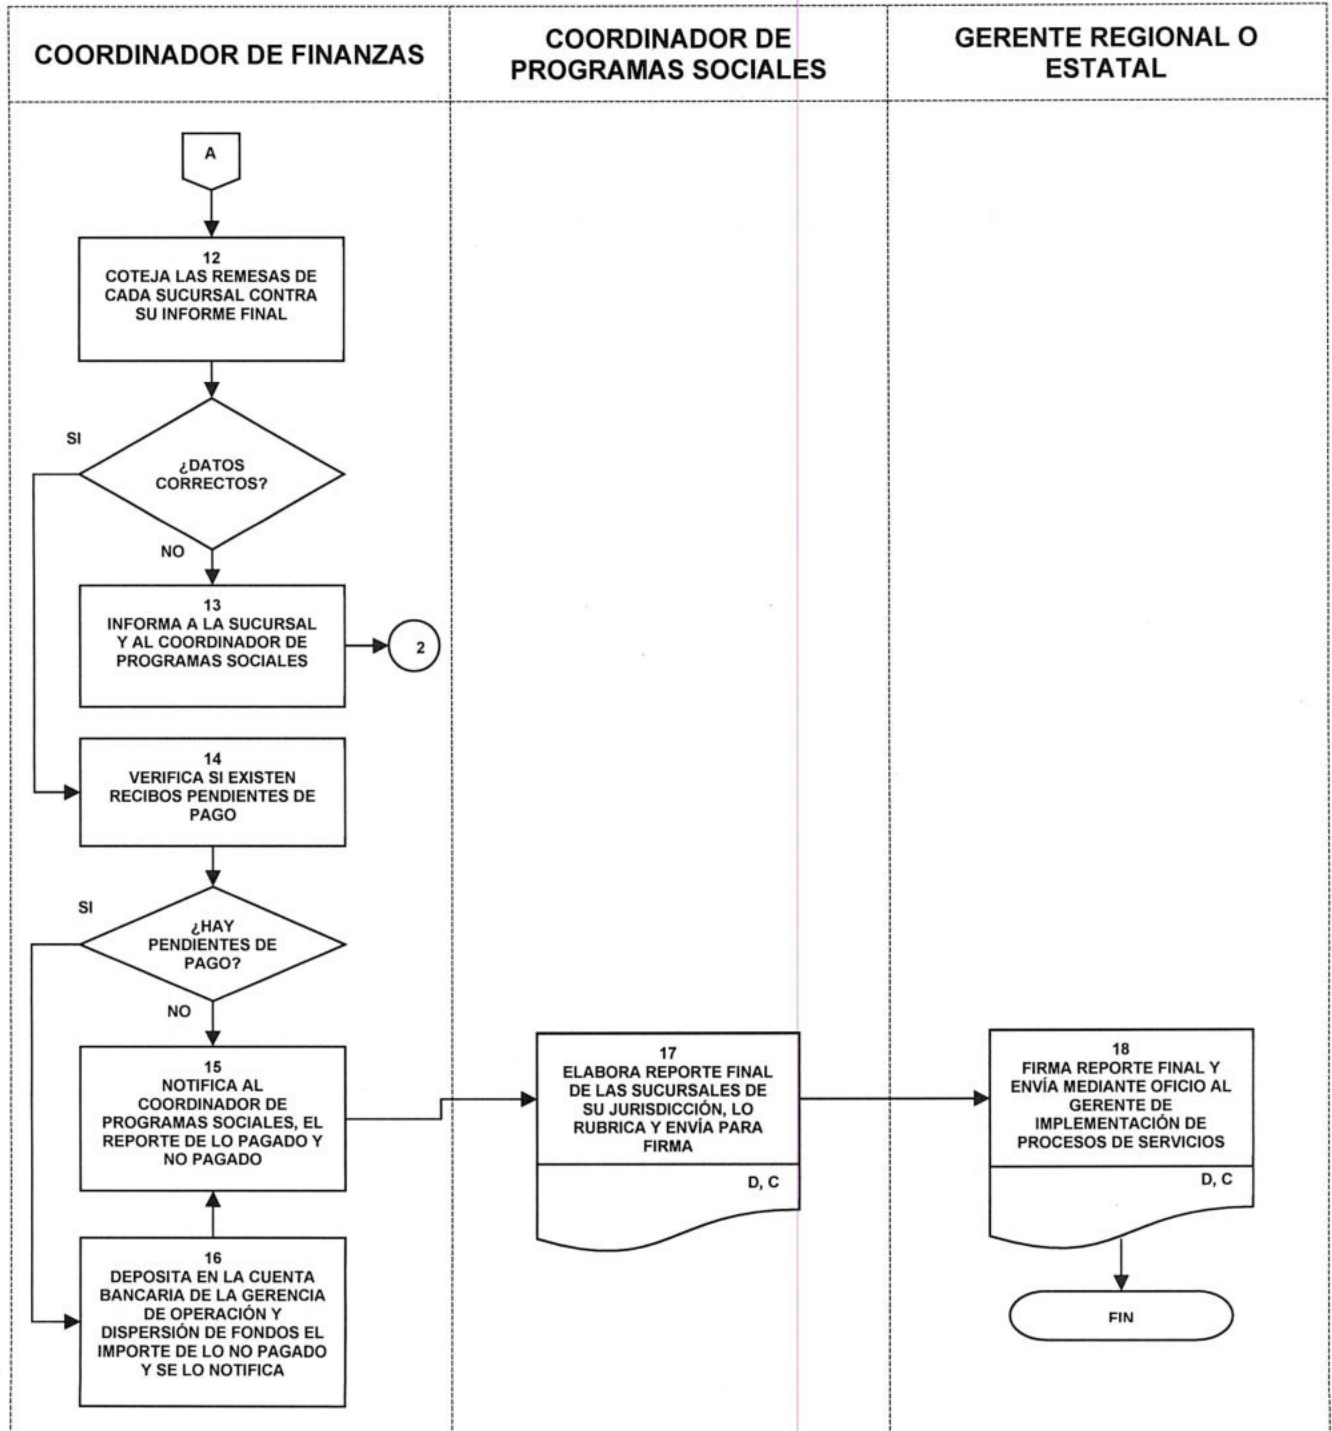 COORDINADOR DE FINANZAS
COORDINADOR DE
PROGRAMAS SOCIALES
GERENTE REGIONAL O
ESTATAL
A
12
COTEJA LAS REMESAS DE
CADA SUCURSAL CONTRA
SU INFORME FINAL
SI
¿DATOS
CORRECTOS?
NO
13
INFORMA A LA SUCURSAL
Y AL COORDINADOR DE
PROGRAMAS SOCIALES
2
14
VERIFICA SI EXISTEN
RECIBOS PENDIENTES DE
PAGO
SI
¿HAY
PENDIENTES DE
PAGO?
NO
15
NOTIFICA AL
COORDINADOR DE
PROGRAMAS SOCIALES, EL
REPORTE DE LO PAGADO Y
NO PAGADO
16
DEPOSITA EN LA CUENTA
BANCARIA DE LA GERENCIA
DE OPERACIÓN Y
DISPERSIÓN DE FONDOS EL
IMPORTE DE LO NO PAGADO
Y SE LO NOTIFICA
17
ELABORA REPORTE FINAL
DE LAS SUCURSALES DE
SU JURISDICCIÓN, LO
RUBRICA Y ENVÍA PARA
FIRMA
D, C
18
FIRMA REPORTE FINAL Y
ENVÍA MEDIANTE OFICIO AL
GERENTE DE
IMPLEMENTACIÓN DE
PROCESOS DE SERVICIOS
D, C
FIN